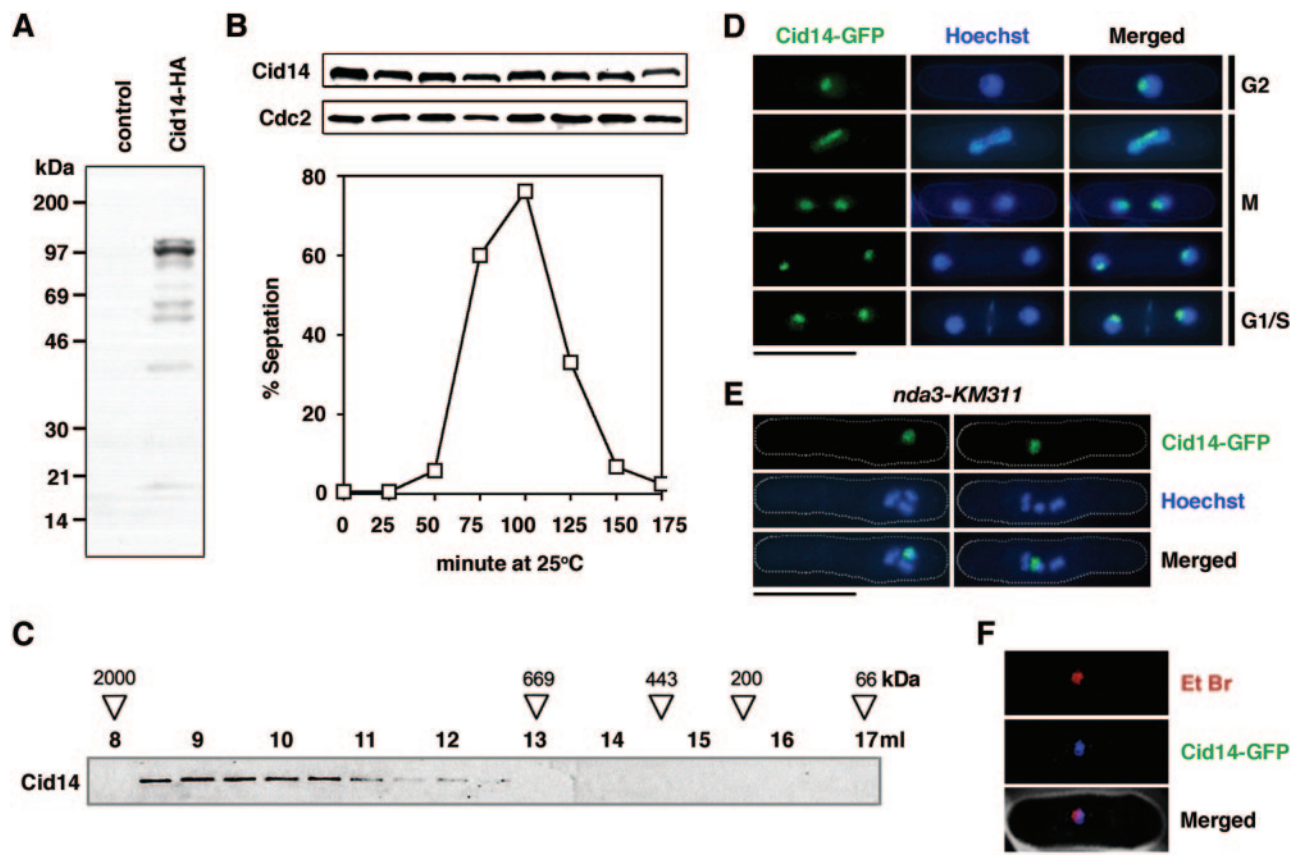 A
control
Cid14-HA
kDa
200
97
69
46
30
21
14
B
Cid14
Cdc2
% Septation
80
60
40
20
0
0 25 50 75 100 125 150 175
minute at 25°C
C
2000 669 443 200 66 kDa
8 9 10 11 12 13 14 15 16 17ml
Cid14
D
Cid14-GFP Hoechst Merged
G2
M
G1/S
E
nda3-KM311
Cid14-GFP
Hoechst
Merged
F
Et Br
Cid14-GFP
Merged